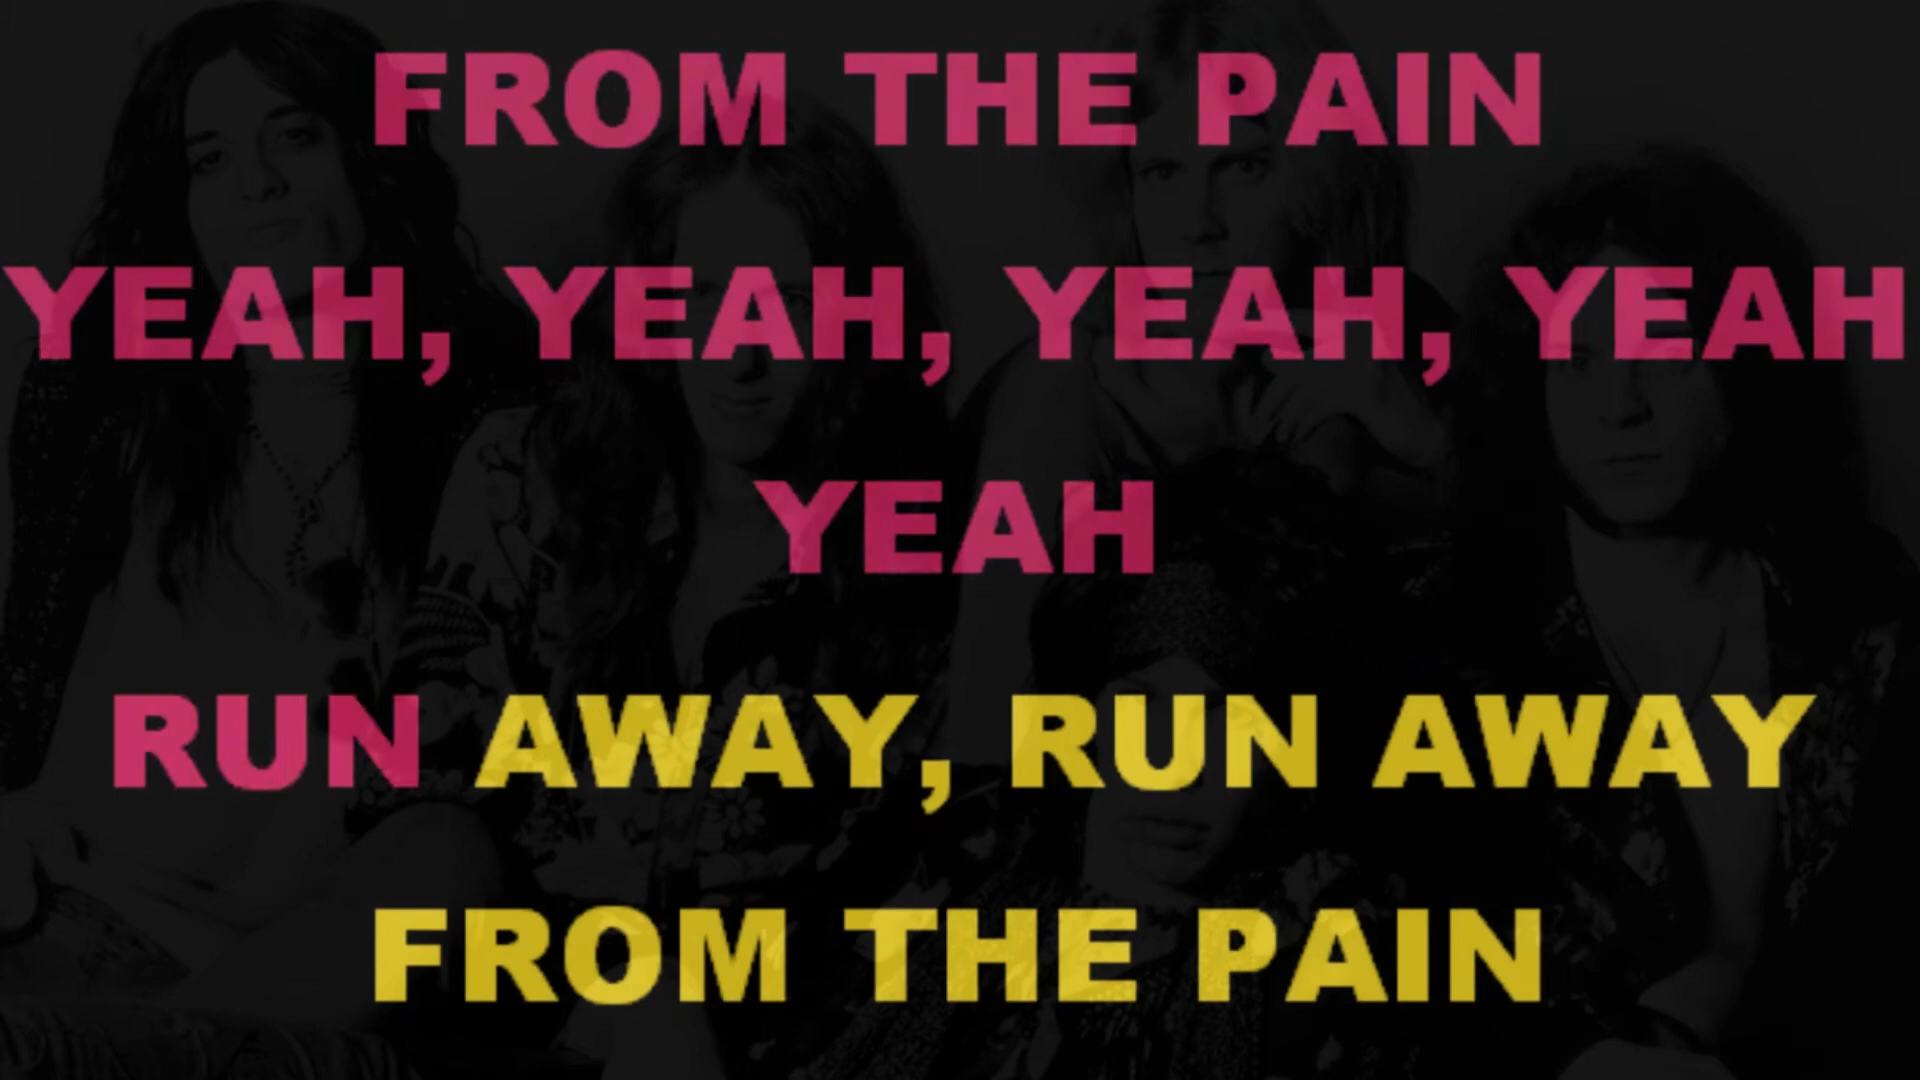 FROM THE PAIN
YEAH, YEAH, YEAH, YEAH
YEAH
RUN AWAY, RUN AWAY
FROM THE PAIN